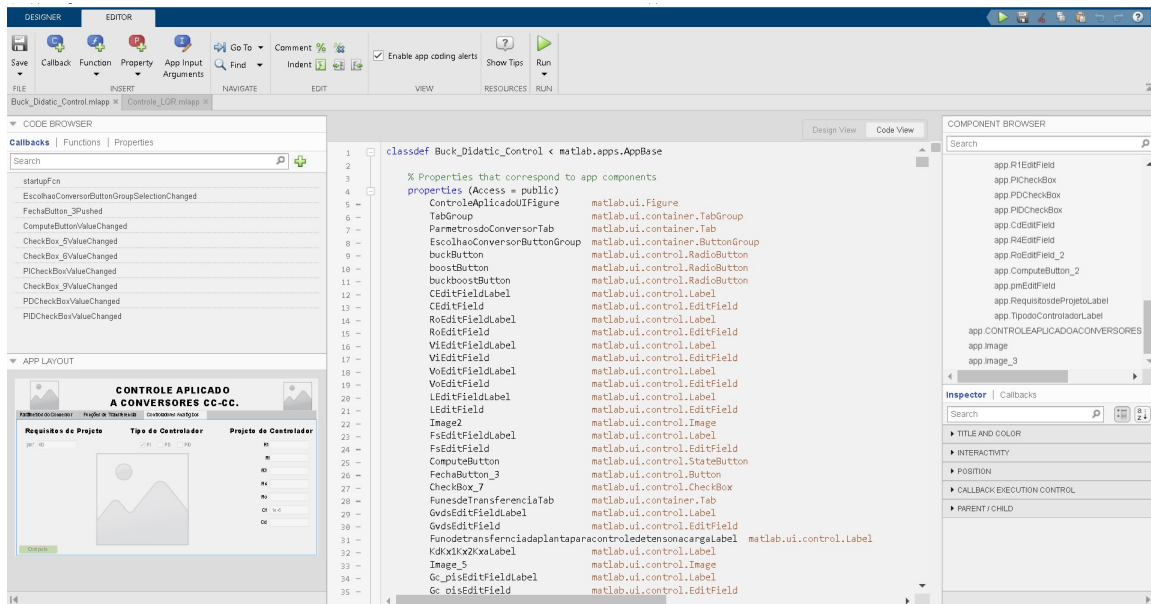 DESIGNER EDITOR
Save Callback Function Property App Input Arguments Go To Find Comment Indent Enable app coding alerts Show Tips Run
FILE INSERT NAVIGATE EDIT VIEW RESOURCES RUN
Buck_Didatic_Control.mlapp × Controle_LQR.mlapp ×
CODE BROWSER
Callbacks | Functions | Properties
Search
startupFcn
EscolhaoConversorButtonGroupSelectionChanged
FechaButton_3Pushed
ComputeButtonValueChanged
CheckBox_5ValueChanged
CheckBox_6ValueChanged
PICheckBoxValueChanged
CheckBox_9ValueChanged
PDCheckBoxValueChanged
PIDCheckBoxValueChanged
APP LAYOUT
CONTROLE APLICADO
A CONVERSORES CC-CC.
Requisitos de Projeto Tipo do Controlador Projeto do Controlador
Compute
Design View Code View
1 classdef Buck_Didatic_Control < matlab.apps.AppBase
2
3 % Properties that correspond to app components
4 properties (Access = public)
5 ControleAplicadoUIFigure matlab.ui.Figure
6 TabGroup matlab.ui.container.TabGroup
7 ParmetrosdoConversorTab matlab.ui.container.Tab
8 EscolhaoConversorButtonGroup matlab.ui.container.ButtonGroup
9 buckButton matlab.ui.control.RadioButton
10 boostButton matlab.ui.control.RadioButton
11 buckboostButton matlab.ui.control.RadioButton
12 CEditFieldLabel matlab.ui.control.Label
13 CEditField matlab.ui.control.EditField
14 RoEditFieldLabel matlab.ui.control.Label
15 RoEditField matlab.ui.control.EditField
16 ViEditFieldLabel matlab.ui.control.Label
17 ViEditField matlab.ui.control.EditField
18 VoEditFieldLabel matlab.ui.control.Label
19 VoEditField matlab.ui.control.EditField
20 LEditFieldLabel matlab.ui.control.Label
21 LEditField matlab.ui.control.EditField
22 Image2 matlab.ui.control.Image
23 FsEditFieldLabel matlab.ui.control.Label
24 FsEditField matlab.ui.control.EditField
25 ComputeButton matlab.ui.control.StateButton
26 FechaButton_3 matlab.ui.control.Button
27 CheckBox_7 matlab.ui.control.CheckBox
28 FunesdeTransferenciaTab matlab.ui.container.Tab
29 GvdsEditFieldLabel matlab.ui.control.Label
30 GvdsEditField matlab.ui.control.EditField
31 FunodetransfernciadaplantaparacontroledetensonacargaLabel matlab.ui.control.Label
32 KdKx1Kx2KxaLabel matlab.ui.control.Label
33 Image_5 matlab.ui.control.Image
34 Gc_pisEditFieldLabel matlab.ui.control.Label
35 Gc_pisEditField matlab.ui.control.EditField
COMPONENT BROWSER
Search
app.R1EditField
app.PICheckBox
app.PDCheckBox
app.PIDCheckBox
app.CdEditField
app.R4EditField
app.RoEditField_2
app.ComputeButton_2
app.pmEditField
app.RequisitosdeProjetoLabel
app.TipodoControladorLabel
app.CONTROLEAPLICADOACONVERSORES
app.Image
app.Image_3
Inspector | Callbacks
Search
TITLE AND COLOR
INTERACTIVITY
POSITION
CALLBACK EXECUTION CONTROL
PARENT / CHILD